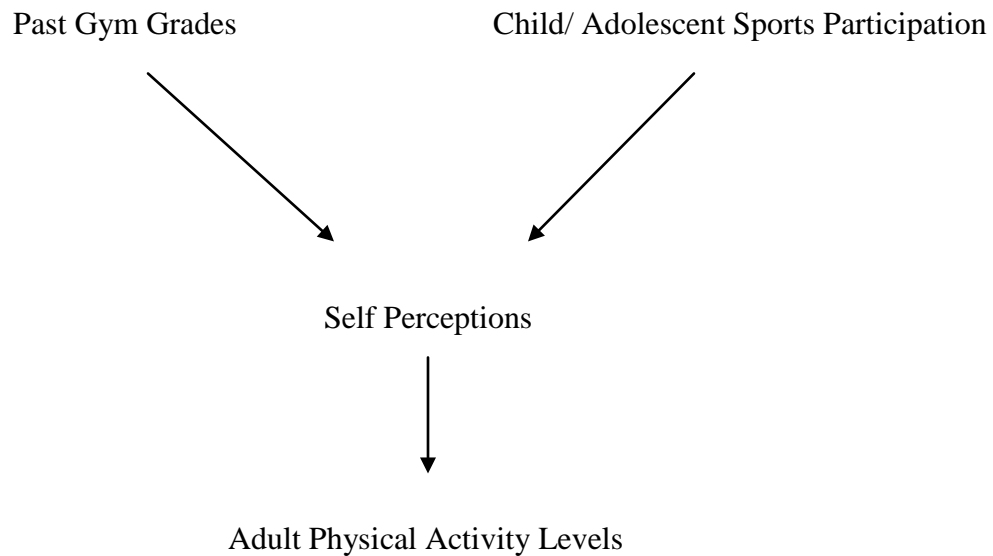 Past Gym Grades
Child/ Adolescent Sports Participation
Self Perceptions
Adult Physical Activity Levels